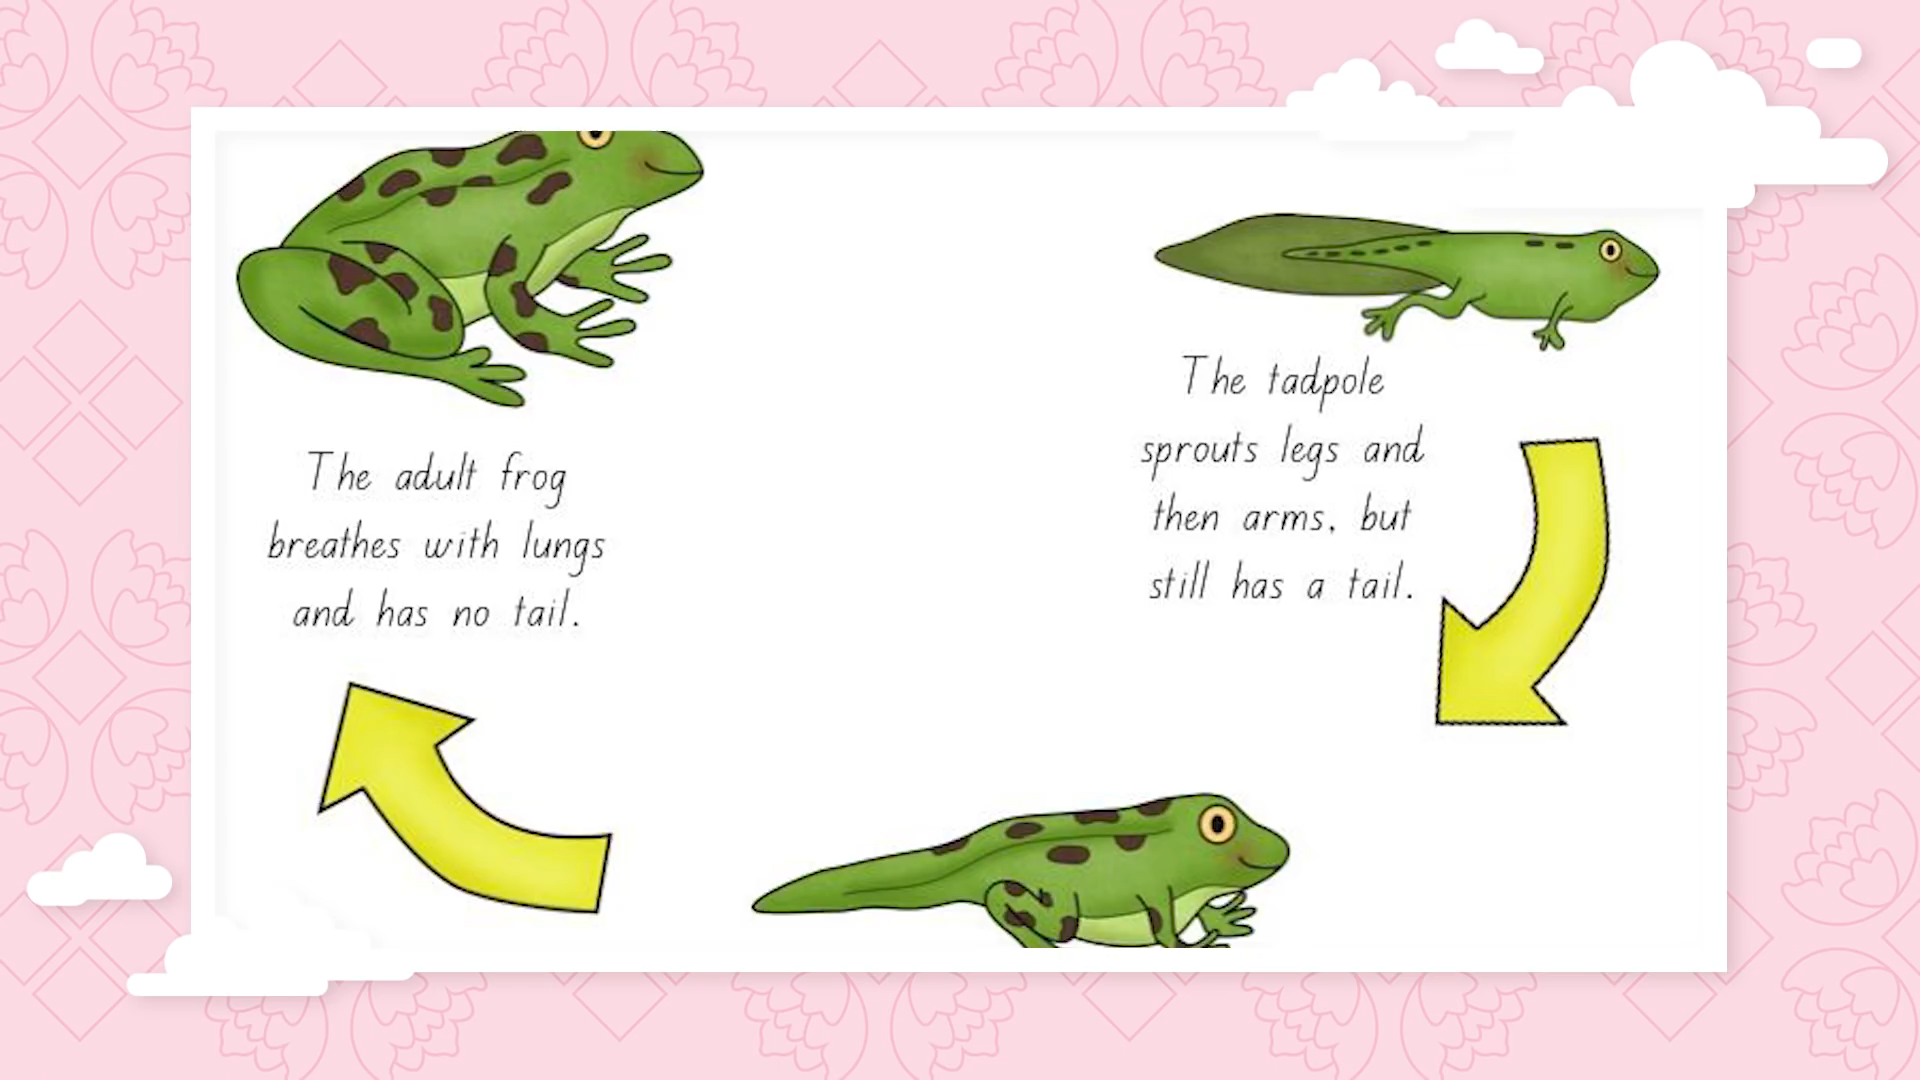 The adult frog
breathes with lungs
and has no tail.
The tadpole
sprouts legs and
then arms, but
still has a tail.